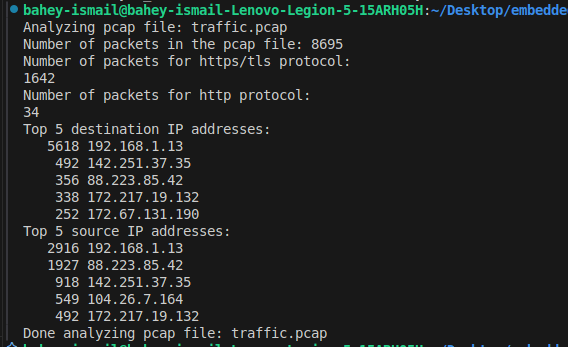 bahey-ismail@bahey-ismail-Lenovo-Legion-5-15ARH05H:~/Desktop/embedde
Analyzing pcap file: traffic.pcap
Number of packets in the pcap file: 8695
Number of packets for https/tls protocol:
1642
Number of packets for http protocol:
34
Top 5 destination IP addresses:
5618 192.168.1.13
492 142.251.37.35
356 88.223.85.42
338 172.217.19.132
252 172.67.131.190
Top 5 source IP addresses:
2916 192.168.1.13
1927 88.223.85.42
918 142.251.37.35
549 104.26.7.164
492 172.217.19.132
Done analyzing pcap file: traffic.pcap